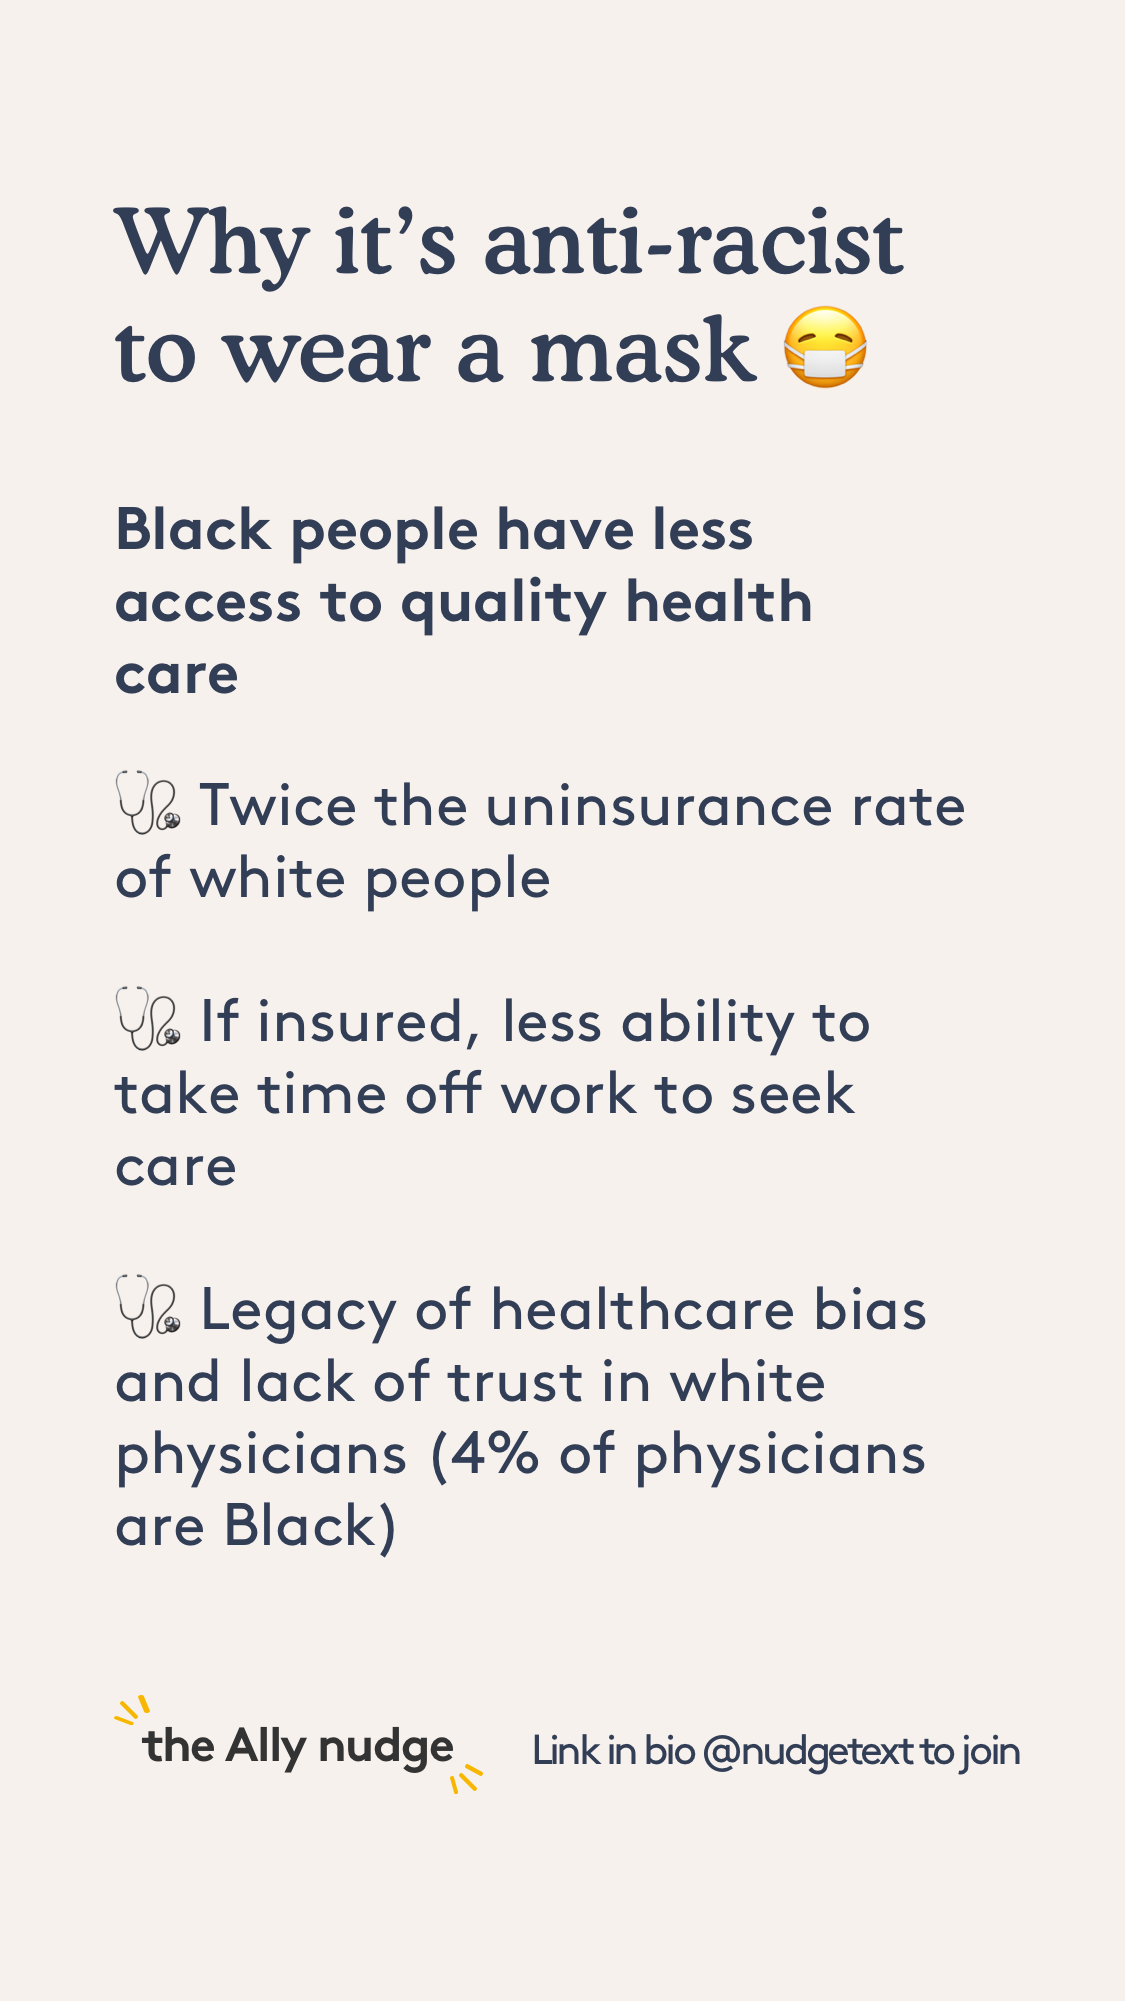 Why it’s anti-racist
to wear a mask 😷
Black people have less
access to quality health
care
🩺 Twice the uninsurance rate
of white people
🩺 If insured, less ability to
take time off work to seek
care
🩺 Legacy of healthcare bias
and lack of trust in white
physicians (4% of physicians
are Black)
the Ally nudge
Link in bio @nudgetext to join